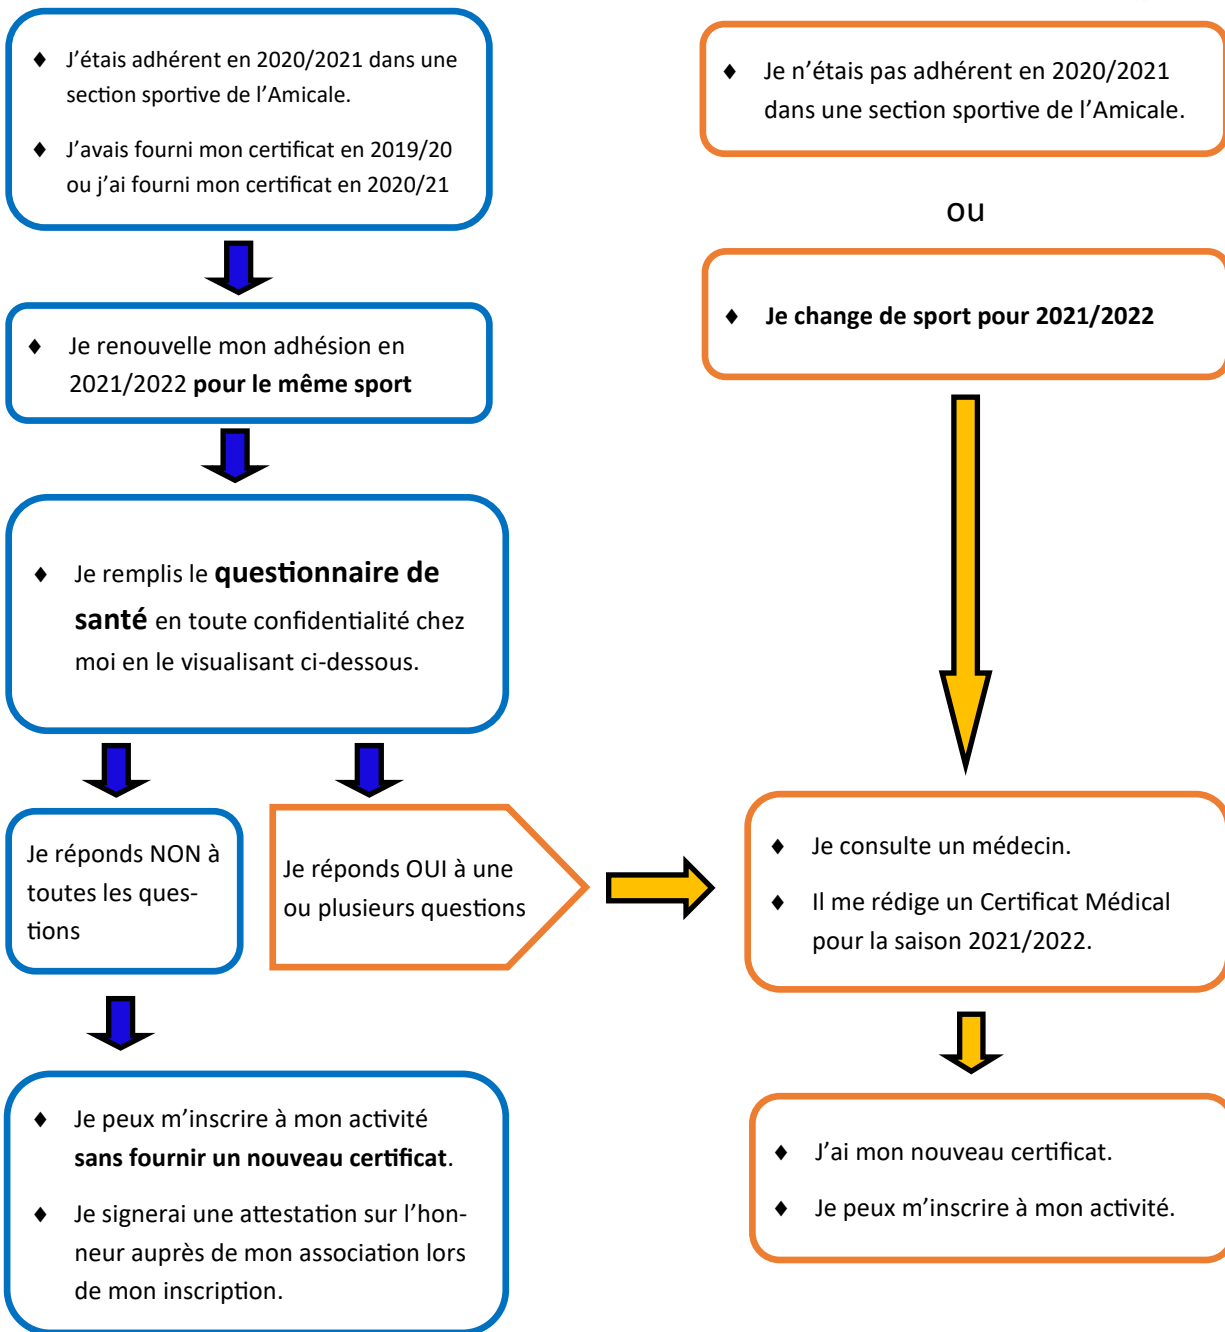 ♦ J’étais adhérent en 2020/2021 dans une
section sportive de l’Amicale.
♦ J’avais fourni mon certificat en 2019/20
ou j’ai fourni mon certificat en 2020/21
♦ Je renouvelle mon adhésion en
2021/2022 pour le même sport
♦ Je remplis le questionnaire de
santé en toute confidentialité chez
moi en le visualisant ci-dessous.
Je réponds NON à
toutes les ques-
tions
Je réponds OUI à une
ou plusieurs questions
♦ Je peux m’inscrire à mon activité
sans fournir un nouveau certificat.
♦ Je signerai une attestation sur l’hon-
neur auprès de mon association lors
de mon inscription.
♦ Je n’étais pas adhérent en 2020/2021
dans une section sportive de l’Amicale.
ou
♦ Je change de sport pour 2021/2022
♦ Je consulte un médecin.
♦ Il me rédige un Certificat Médical
pour la saison 2021/2022.
♦ J’ai mon nouveau certificat.
♦ Je peux m’inscrire à mon activité.